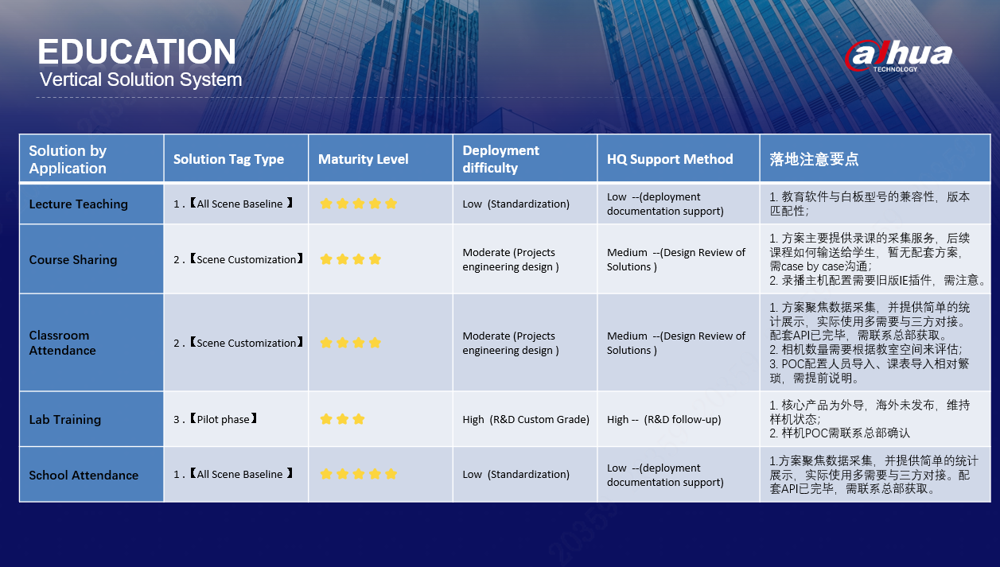 EDUCATION
Vertical Solution System
alhua
TECHNOLOGY
Solution by
Application
Solution Tag Type
Maturity Level
Deployment
difficulty
HQ Support Method
落地注意要点
Lecture Teaching
1 .【All Scene Baseline 】
Low (Standardization)
Low --(deployment
documentation support)
1. 教育软件与白板型号的兼容性，版本
匹配性；
Course Sharing
2 .【Scene Customization】
Moderate (Projects
engineering design )
Medium --(Design Review of
Solutions )
1. 方案主要提供录课的采集服务，后续
课程如何输送给学生，暂无配套方案，
需case by case沟通；
2. 录播主机配置需要旧版IE插件，需注意。
Classroom
Attendance
2 .【Scene Customization】
Moderate (Projects
engineering design )
Medium --(Design Review of
Solutions )
1. 方案聚焦数据采集，并提供简单的统
计展示，实际使用多需要与三方对接。
配套API已完毕，需联系总部获取。
2. 相机数量需要根据教室空间来评估；
3. POC配置人员导入、课表导入相对繁
琐，需提前说明。
Lab Training
3 .【Pilot phase】
High (R&D Custom Grade)
High -- (R&D follow-up)
1. 核心产品为外导，海外未发布，维持
样机状态；
2. 样机POC需联系总部确认
School Attendance
1 .【All Scene Baseline 】
Low (Standardization)
Low --(deployment
documentation support)
1.方案聚焦数据采集，并提供简单的统计
展示，实际使用多需要与三方对接。配
套API已完毕，需联系总部获取。